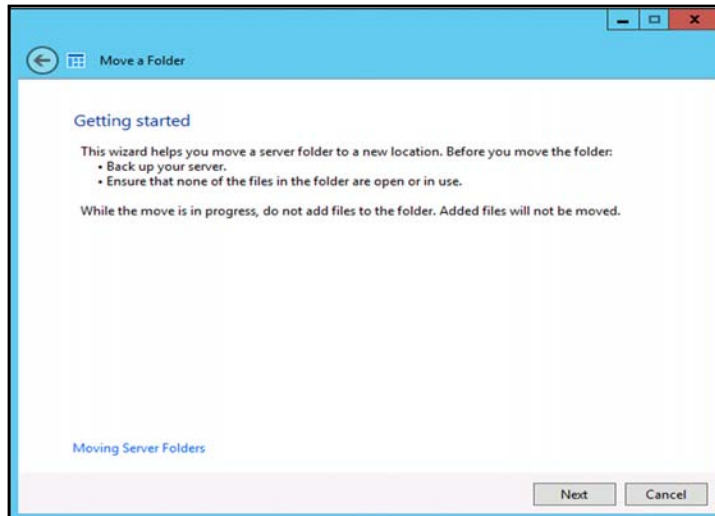 Move a Folder
Getting started
This wizard helps you move a server folder to a new location. Before you move the folder:
• Back up your server.
• Ensure that none of the files in the folder are open or in use.
While the move is in progress, do not add files to the folder. Added files will not be moved.
Moving Server Folders
Next Cancel